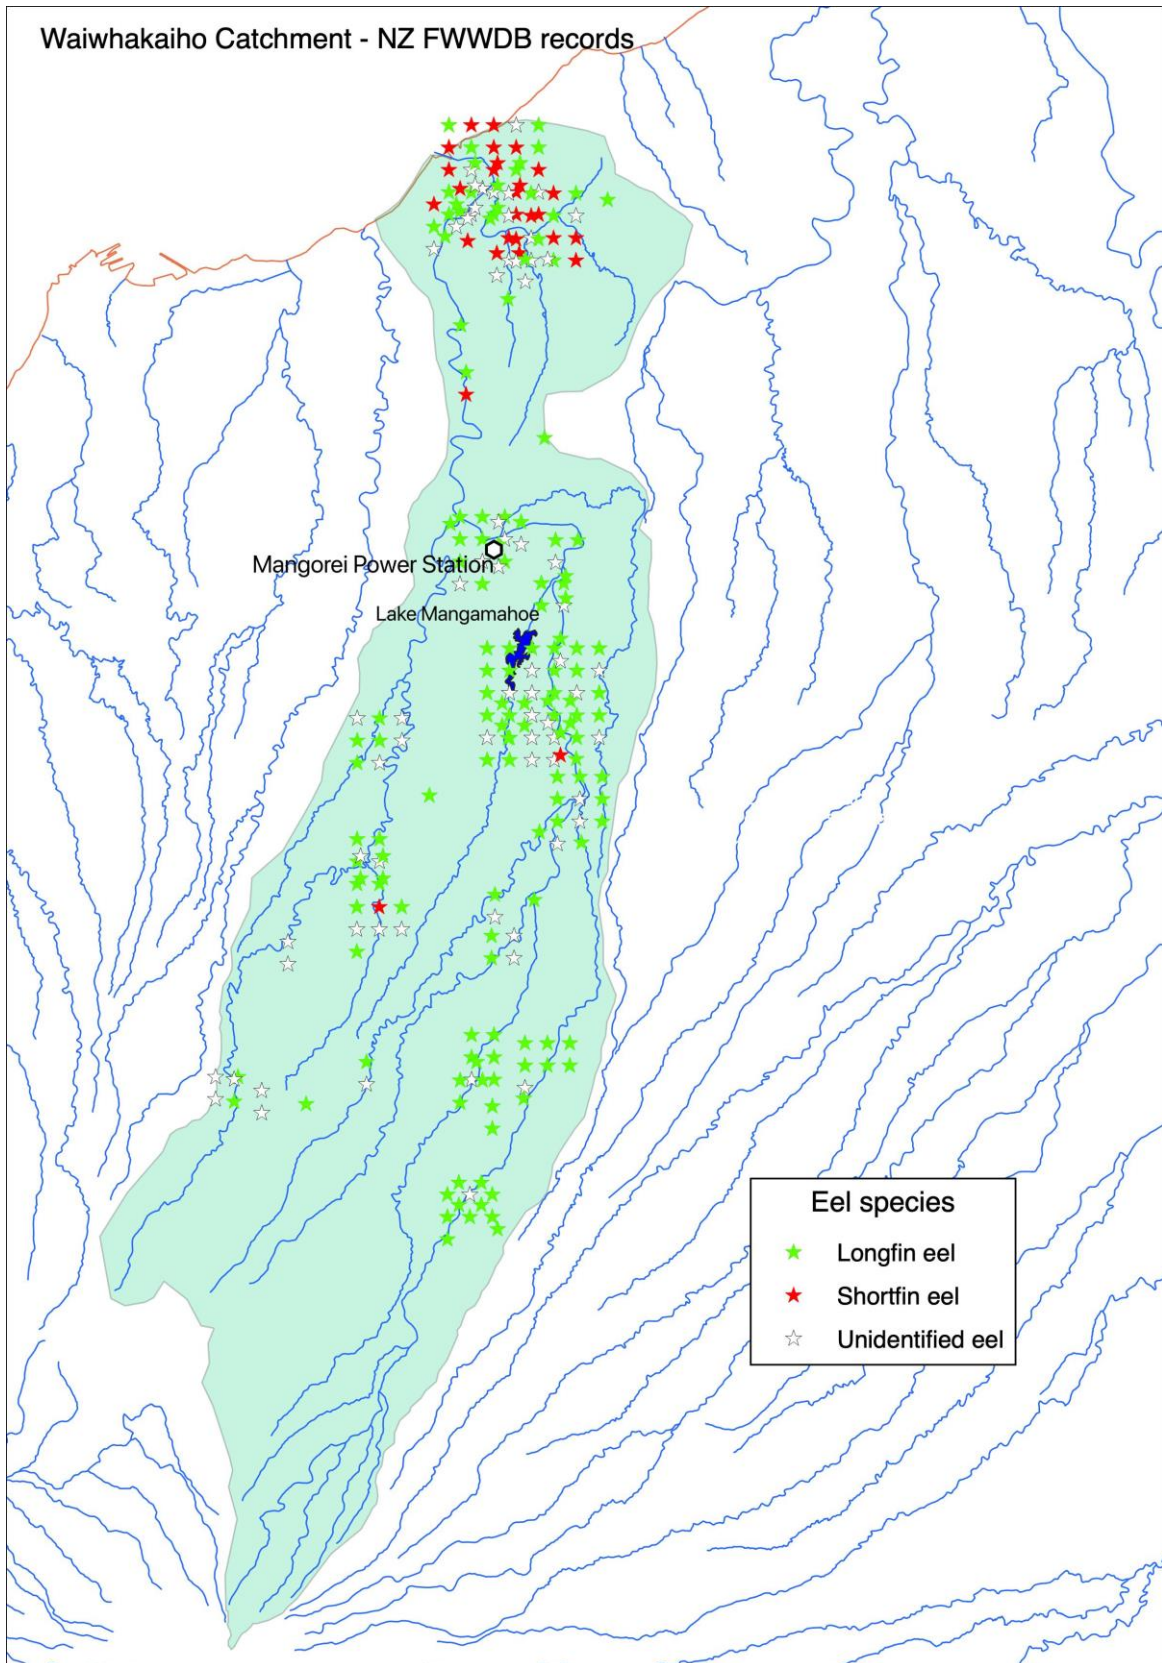 Waiwhakaiho Catchment - NZ FWWDB records
Mangorei Power Station
Lake Mangamahoe
Eel species
Longfin eel
Shortfin eel
Unidentified eel